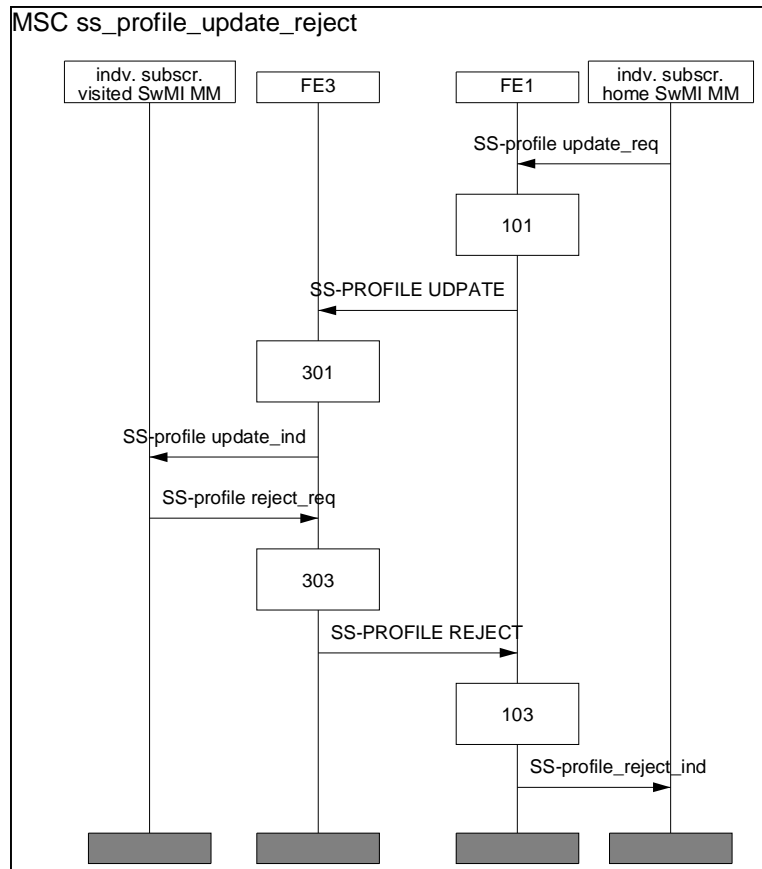 MSC ss_profile_update_reject
indv. subscr.
visited SwMI MM
FE3
FE1
indv. subscr.
home SwMI MM
SS-profile update_req
101
SS-PROFILE UDPATE
301
SS-profile update_ind
SS-profile reject_req
303
SS-PROFILE REJECT
103
SS-profile_reject_ind